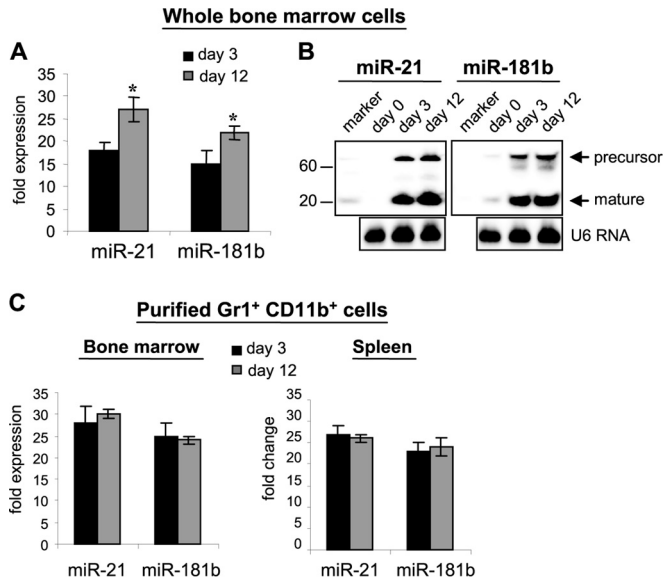 Whole bone marrow cells
A
day 3
day 12
fold expression
35
30
25
20
15
10
5
0
*
*
miR-21
miR-181b
B
miR-21
miR-181b
marker
day 0
day 3
day 12
marker
day 0
day 3
day 12
60
20
precursor
mature
U6 RNA
C
Purified Gr1⁺ CD11b⁺ cells
Bone marrow
day 3
day 12
Spleen
fold expression
35
30
25
20
15
10
5
0
miR-21
miR-181b
fold change
35
30
25
20
15
10
5
0
miR-21
miR-181b